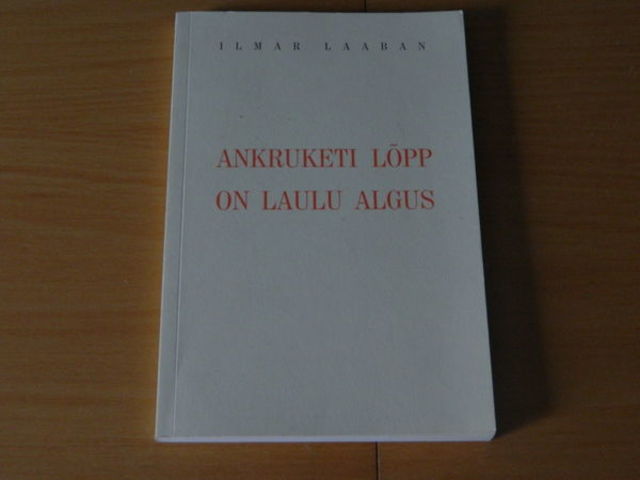 ILMAR LAABAN
ANKRUKETI LÕPP
ON LAULU ALGUS